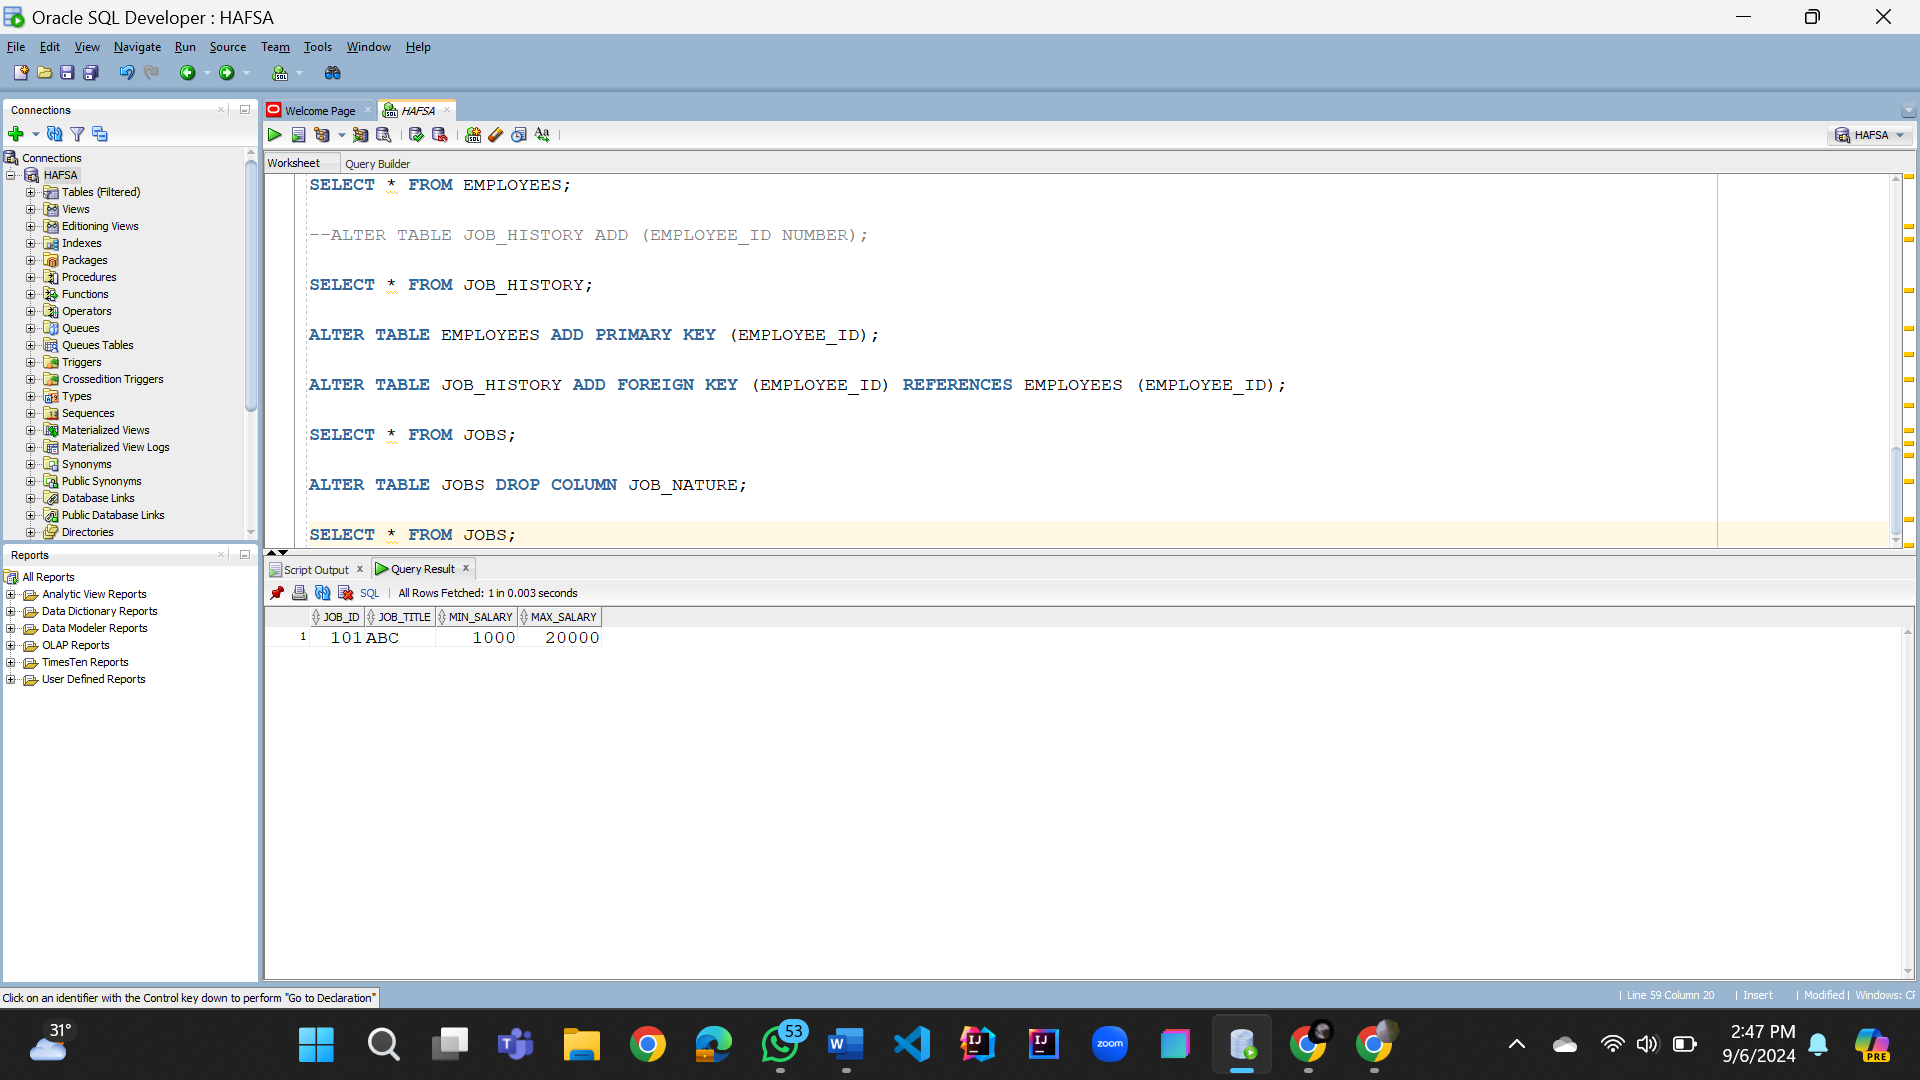 Oracle SQL Developer : HAFSA
File Edit View Navigate Run Source Team Tools Window Help
Connections
Welcome Page
HAFSA
HAFSA
Worksheet Query Builder
Connections
HAFSA
Tables (Filtered)
Views
Editioning Views
Indexes
Packages
Procedures
Functions
Operators
Queues
Queues Tables
Triggers
Crossedition Triggers
Types
Sequences
Materialized Views
Materialized View Logs
Synonyms
Public Synonyms
Database Links
Public Database Links
Directories
Reports
All Reports
Analytic View Reports
Data Dictionary Reports
Data Modeler Reports
OLAP Reports
TimesTen Reports
User Defined Reports
SELECT * FROM EMPLOYEES;
--ALTER TABLE JOB_HISTORY ADD (EMPLOYEE_ID NUMBER);
SELECT * FROM JOB_HISTORY;
ALTER TABLE EMPLOYEES ADD PRIMARY KEY (EMPLOYEE_ID);
ALTER TABLE JOB_HISTORY ADD FOREIGN KEY (EMPLOYEE_ID) REFERENCES EMPLOYEES (EMPLOYEE_ID);
SELECT * FROM JOBS;
ALTER TABLE JOBS DROP COLUMN JOB_NATURE;
SELECT * FROM JOBS;
Script Output x Query Result x
SQL | All Rows Fetched: 1 in 0.003 seconds
JOB_ID JOB_TITLE MIN_SALARY MAX_SALARY
1 101 ABC 1000 20000
Click on an identifier with the Control key down to perform "Go to Declaration"
| Line 59 Column 20 | Insert | Modified | Windows: CF
31°
53
zoom
2:47 PM
9/6/2024
PRE